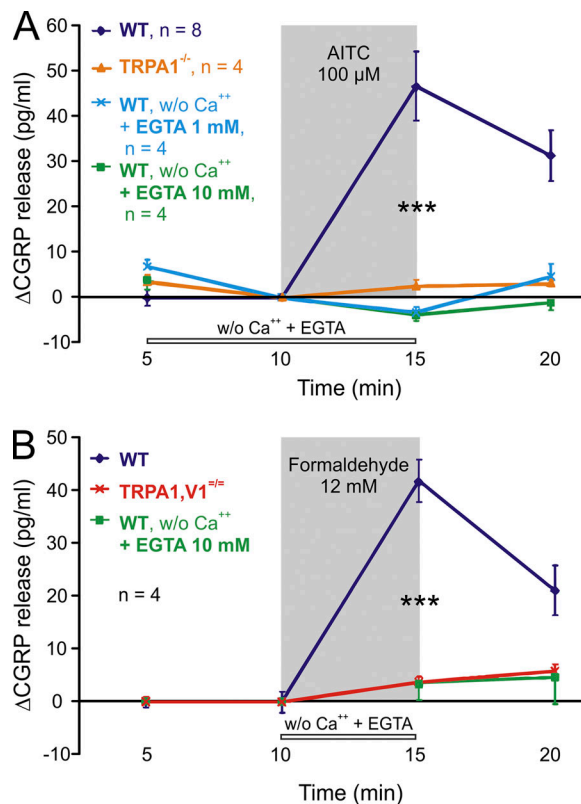 A
ΔCGRP release (pg/ml)
60
50
40
30
20
10
0
-10
WT, n = 8
TRPA1-/-, n = 4
WT, w/o Ca++
+ EGTA 1 mM,
n = 4
WT, w/o Ca++
+ EGTA 10 mM,
n = 4
AITC
100 µM
***
w/o Ca++ + EGTA
5 10 15 20
Time (min)
B
ΔCGRP release (pg/ml)
50
40
30
20
10
0
-10
WT
TRPA1,V1=/=
WT, w/o Ca++
+ EGTA 10 mM
n = 4
Formaldehyde
12 mM
***
w/o Ca++ + EGTA
5 10 15 20
Time (min)